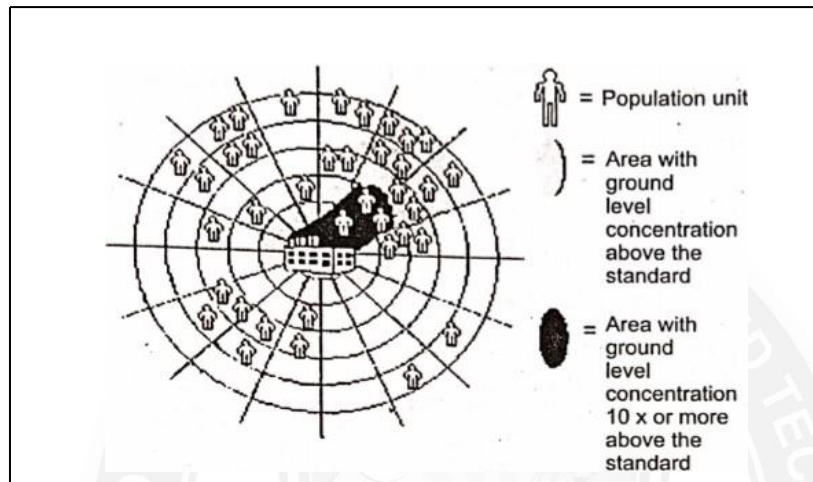 = Population unit
= Area with
ground
level
concentration
above the
standard
= Area with
ground
level
concentration
10 x or more
above the
standard